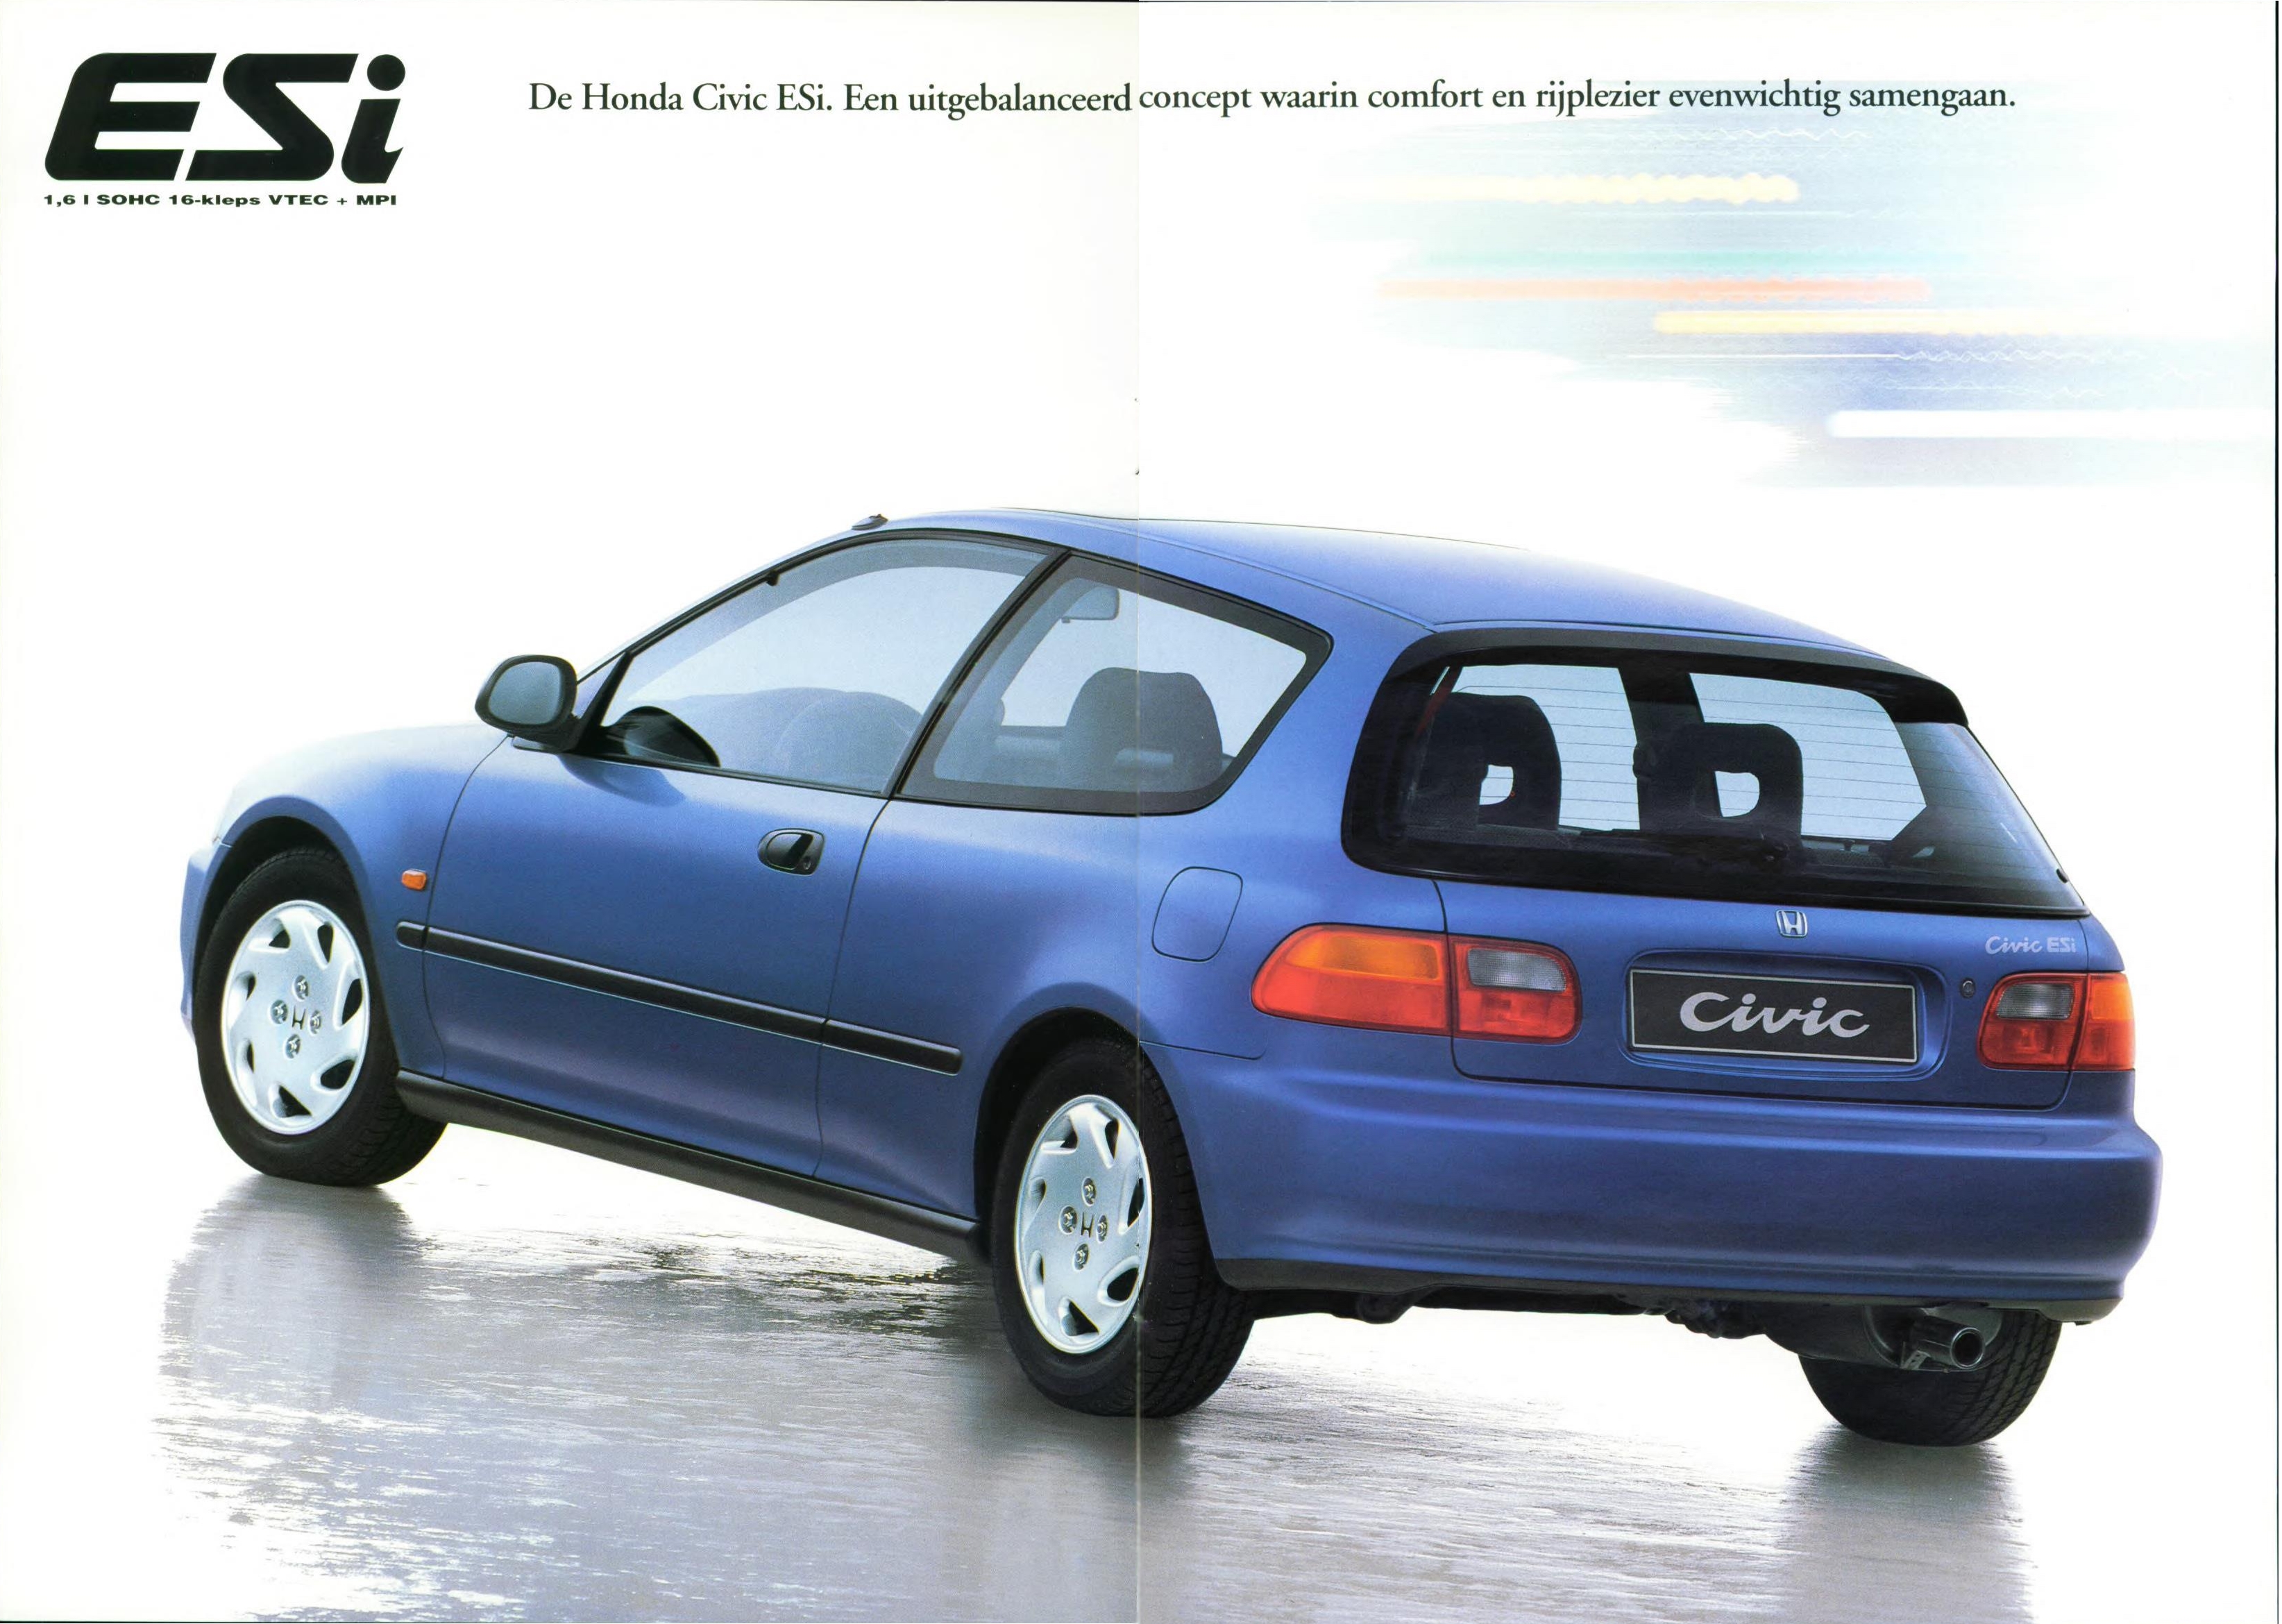 ESi
1,6 l SOHC 16-kleps VTEC + MPI
De Honda Civic ESi. Een uitgebalanceerd concept waarin comfort en rijplezier evenwichtig samengaan.
Civic ESi
Civic